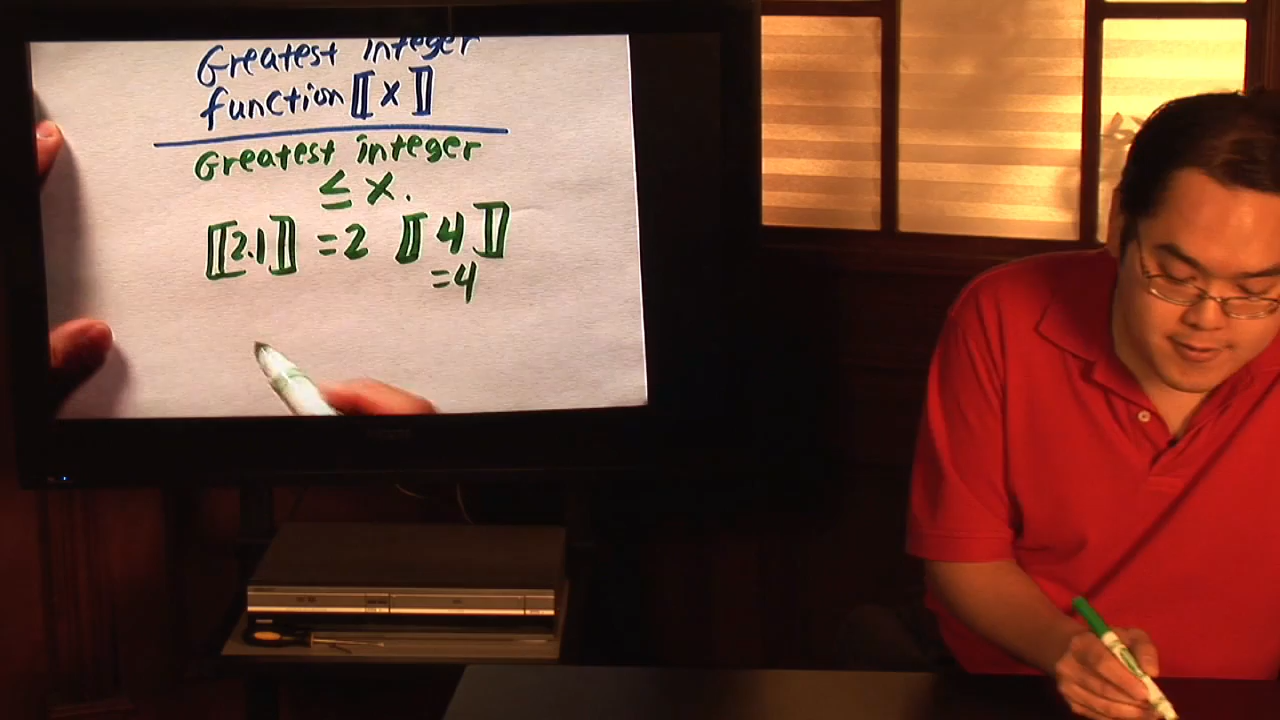 Greatest integer
function ⟦ x ⟧
Greatest integer
≤ x.
⟦2.1⟧ = 2 ⟦4⟧
= 4